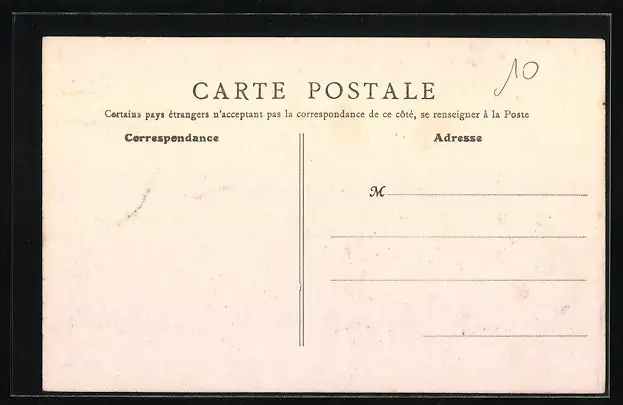 10
CARTE POSTALE
Certains pays étrangers n'acceptant pas la correspondance de ce côté, se renseigner à la Poste
Correspondance
Adresse
M